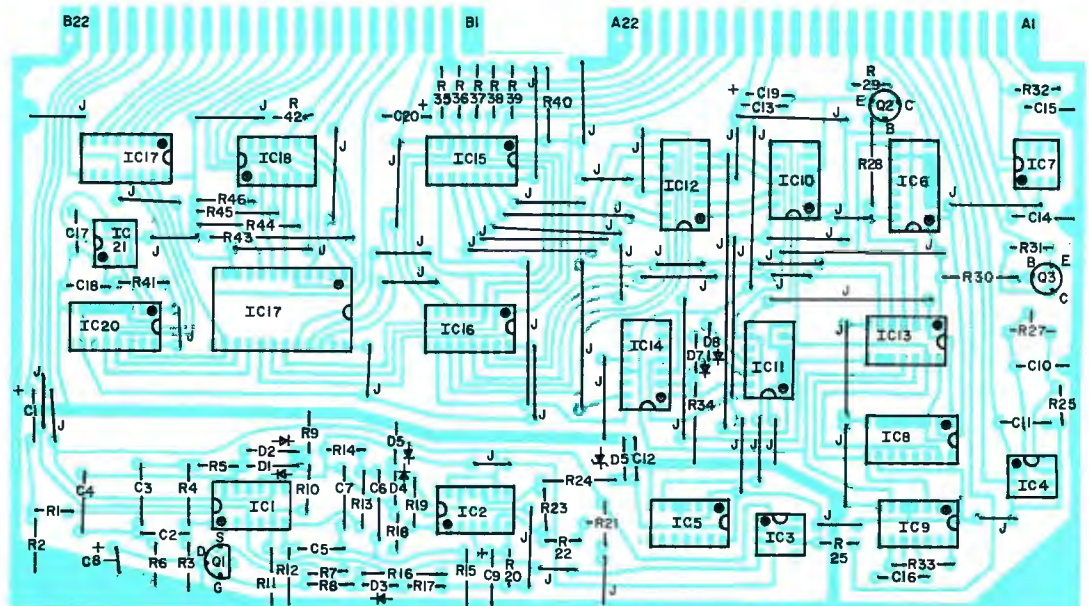 B22 B1 A22 A1
R 35 R 36 R 37 R 38 R 39 R40 J
+ C19 C13 R 29 E Q2 C B R32 C15
J J R 42 C20 + J J
IC17 IC18 J J IC15 J IC12 J IC10 R28 IC6 IC7
J R46 R45 R44 R43 J J J
C17 IC 21 J J J J J J J J J J C14
R31 B E Q3 C R30
C18 R41 J J J J J
IC20 J IC17 IC16 J IC14 D7 D8 J IC11 J IC13 R27
J J J J R34 C10
+ C1 J J R25
R9 D5 J J J J IC8 C11
D2 D1 R14 J D5 C12 J
C4 C3 R4 R5 IC1 R10 C7 R13 C6 D4 R19 R18 IC2 R24 IC4
R1 R2 C2 S D Q1 G R23 J R21 IC5 IC3 J R 25 IC9 J
+ C8 R6 R3 C5 R 22
R11 R12 R7 R8 R16 D3 R17 R15 + C9 R 20 J J R33 C16